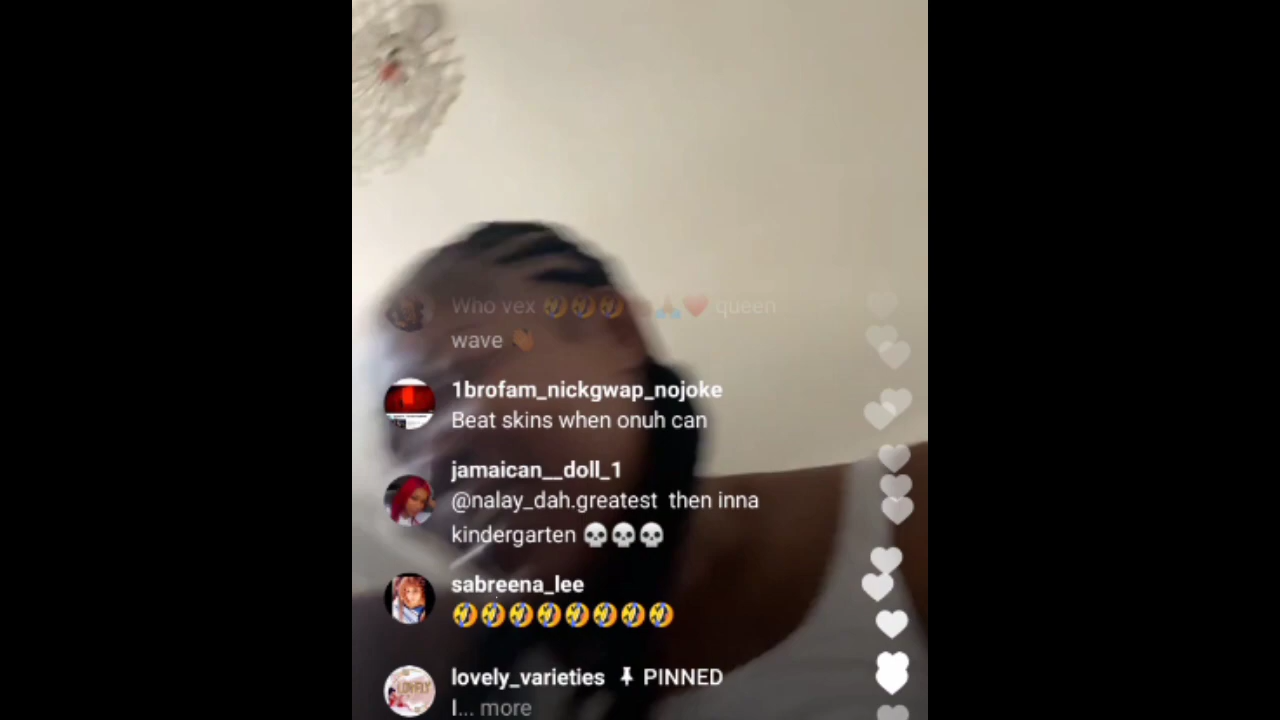 Who vex 🤣🤣🤣 🙏🏽❤️ queen
wave 👋🏽
1brofam_nickgwap_nojoke
Beat skins when onuh can
jamaican__doll_1
@nalay_dah.greatest then inna
kindergarten 💀💀💀
sabreena_lee
🤣🤣🤣🤣🤣🤣🤣🤣
lovely_varieties 📌 PINNED
I... more
LOVELY